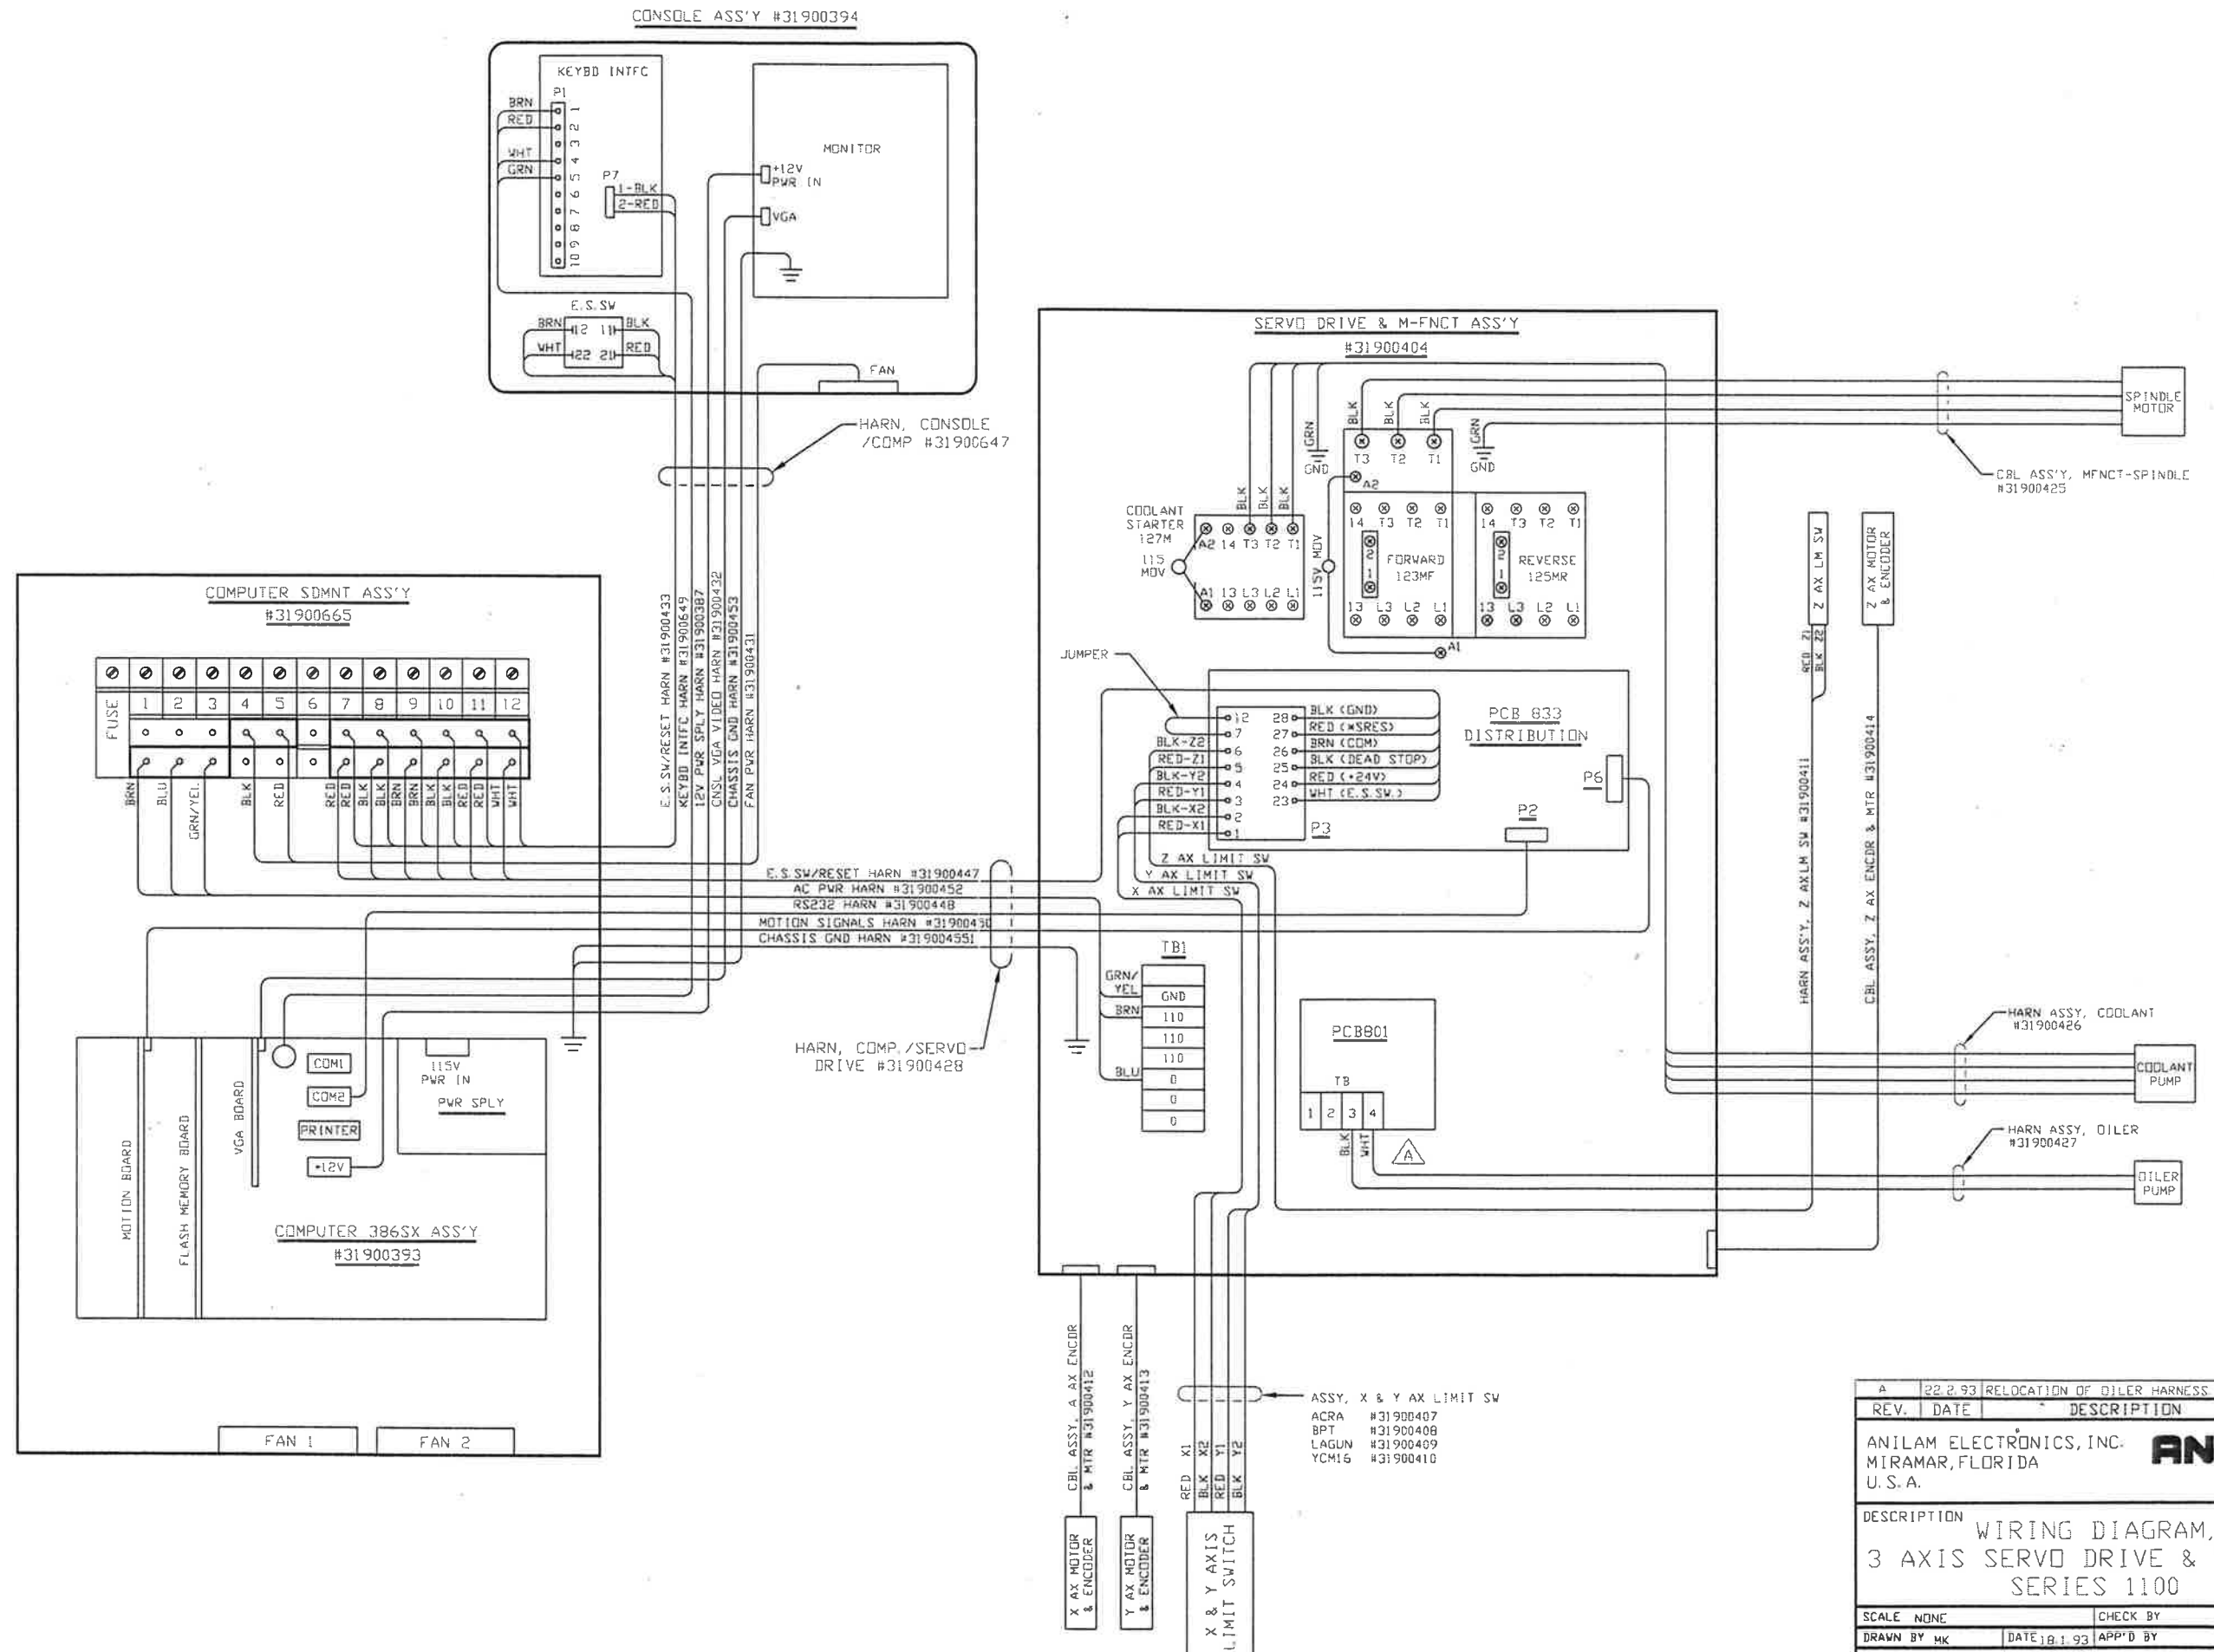 CONSOLE ASS'Y #31900394
KEYBD INTFC
P1
BRN
RED
WHT
GRN
1
2
3
4
5
6
7
8
9
10
P7
1-BLK
2-RED
MONITOR
+12V
PWR IN
VGA
E.S.SW
BRN
12 11
BLK
WHT
22 21
RED
FAN
HARN, CONSOLE
/COMP #31900647
E.S.SW/RESET HARN #31900433
KEYBD INTFC HARN #31900649
12V PWR SPLY HARN #31900387
CNSL VGA VIDEO HARN #31900432
CHASSIS GND HARN #31900453
FAN PWR HARN #31900431
COMPUTER SDMNT ASS'Y
#31900665
FUSE
1 2 3 4 5 6 7 8 9 10 11 12
BRN
BLU
GRN/YEL
BLK
RED
RED
RED
BLK
BLK
BRN
BRN
BLK
BLK
RED
RED
WHT
WHT
E.S.SW/RESET HARN #31900447
AC PWR HARN #31900452
RS232 HARN #31900448
MOTION SIGNALS HARN #31900450
CHASSIS GND HARN #319004551
HARN, COMP./SERVO
DRIVE #31900428
MOTION BOARD
FLASH MEMORY BOARD
VGA BOARD
COM1
COM2
PRINTER
+12V
115V
PWR IN
PWR SPLY
COMPUTER 386SX ASS'Y
#31900393
FAN 1
FAN 2
SERVO DRIVE & M-FNCT ASS'Y
#31900404
BLK
BLK
BLK
GRN
GND
BLK
BLK
BLK
GRN
GND
T3 T2 T1
A2
COOLANT
STARTER
127M
115
MOV
A2 14 T3 T2 T1
A1 13 L3 L2 L1
115V MOV
14 T3 T2 T1
2
1
FORWARD
123MF
13 L3 L2 L1
14 T3 T2 T1
2
1
REVERSE
125MR
13 L3 L2 L1
A1
JUMPER
PCB 833
DISTRIBUTION
12 28 BLK (GND)
7 27 RED (*SRES)
BLK-Z2 6 26 BRN (COM)
RED-Z1 5 25 BLK (DEAD STOP)
BLK-Y2 4 24 RED (+24V)
RED-Y1 3 23 WHT (E.S.SW.)
BLK-X2 2
RED-X1 1
P3
P2
P6
Z AX LIMIT SW
Y AX LIMIT SW
X AX LIMIT SW
TB1
GRN/
YEL
GND
BRN
110
110
110
BLU
0
0
0
PCB801
TB
1 2 3 4
BLK
WHT
A
SPINDLE
MOTOR
CBL ASS'Y, MFNCT-SPINDLE
#31900425
Z AX LM SW
RED Z1
BLK Z2
HARN ASS'Y, Z AXLM SW #31900411
Z AX MOTOR
& ENCODER
CBL ASSY, Z AX ENCDR & MTR #31900414
HARN ASSY, COOLANT
#31900426
COOLANT
PUMP
HARN ASSY, OILER
#31900427
OILER
PUMP
CBL ASSY, A AX ENCDR
& MTR #31900412
X AX MOTOR
& ENCODER
CBL ASSY, Y AX ENCDR
& MTR #31900413
Y AX MOTOR
& ENCODER
RED X1
BLK X2
RED Y1
BLK Y2
X & Y AXIS
LIMIT SWITCH
ASSY, X & Y AX LIMIT SW
ACRA #31900407
BPT #31900408
LAGUN #31900409
YCM16 #31900410
A 22.2.93 RELOCATION OF OILER HARNESS
REV. DATE DESCRIPTION
ANILAM ELECTRONICS, INC.
MIRAMAR, FLORIDA
U.S.A.
AN
DESCRIPTION
WIRING DIAGRAM,
3 AXIS SERVO DRIVE &
SERIES 1100
SCALE NONE CHECK BY
DRAWN BY MK DATE 18.1.93 APP'D BY